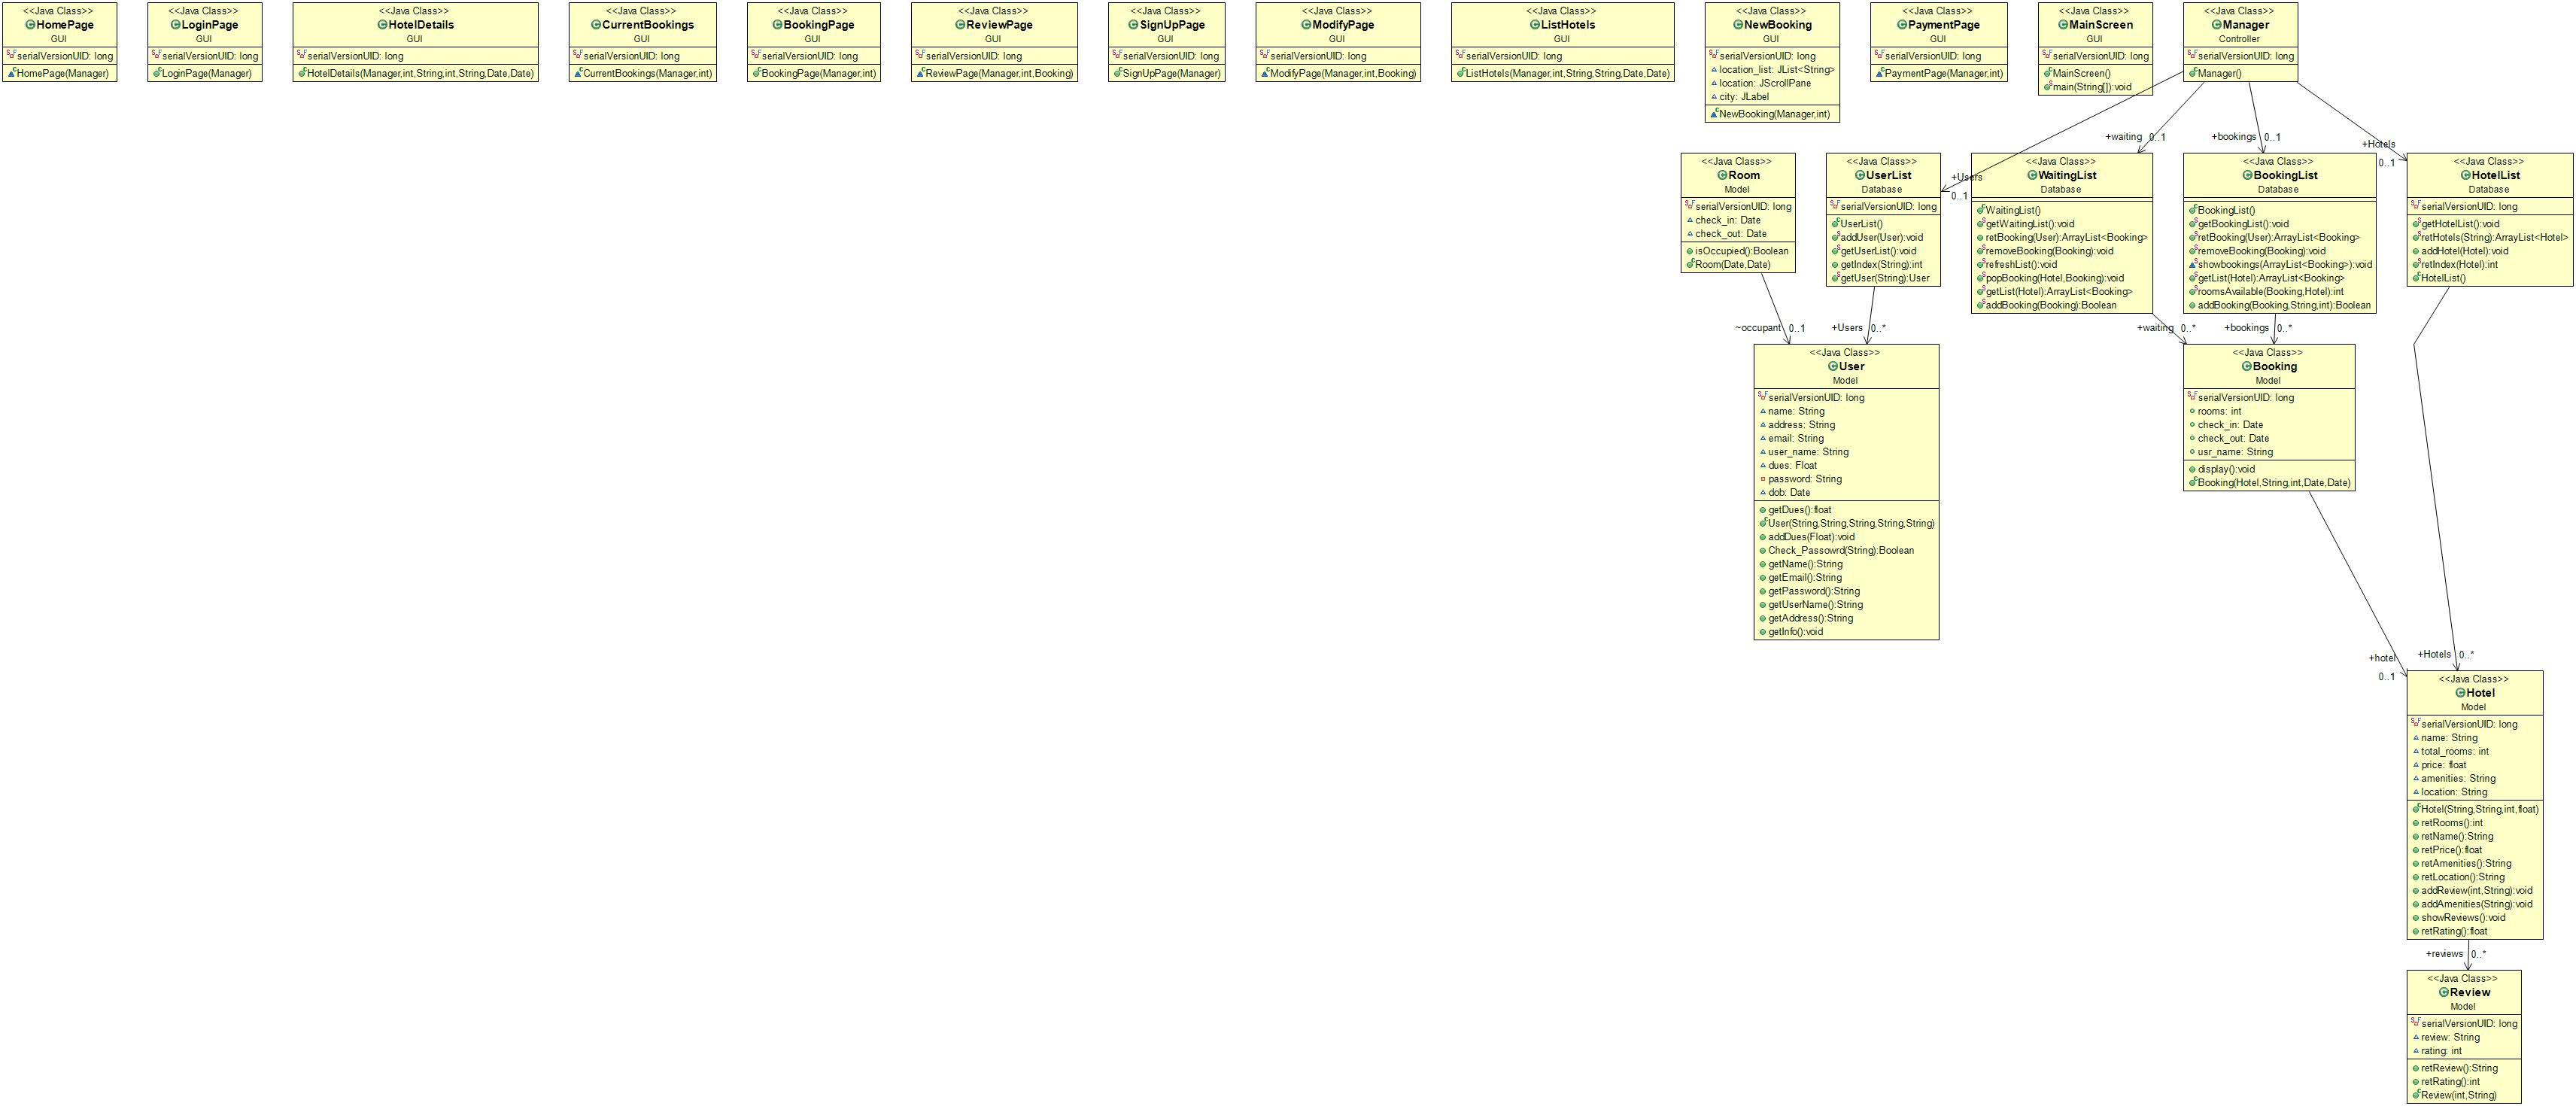 <<Java Class>>
HomePage
GUI
serialVersionUID: long
HomePage(Manager)
<<Java Class>>
LoginPage
GUI
serialVersionUID: long
LoginPage(Manager)
<<Java Class>>
HotelDetails
GUI
serialVersionUID: long
HotelDetails(Manager,int,String,int,String,Date,Date)
<<Java Class>>
CurrentBookings
GUI
serialVersionUID: long
CurrentBookings(Manager,int)
<<Java Class>>
BookingPage
GUI
serialVersionUID: long
BookingPage(Manager,int)
<<Java Class>>
ReviewPage
GUI
serialVersionUID: long
ReviewPage(Manager,int,Booking)
<<Java Class>>
SignUpPage
GUI
serialVersionUID: long
SignUpPage(Manager)
<<Java Class>>
ModifyPage
GUI
serialVersionUID: long
ModifyPage(Manager,int,Booking)
<<Java Class>>
ListHotels
GUI
serialVersionUID: long
ListHotels(Manager,int,String,String,Date,Date)
<<Java Class>>
NewBooking
GUI
serialVersionUID: long
location_list: JList<String>
location: JScrollPane
city: JLabel
NewBooking(Manager,int)
<<Java Class>>
PaymentPage
GUI
serialVersionUID: long
PaymentPage(Manager,int)
<<Java Class>>
MainScreen
GUI
serialVersionUID: long
MainScreen()
main(String[]):void
<<Java Class>>
Manager
Controller
serialVersionUID: long
Manager()
+waiting 0..1
+bookings 0..1
+Hotels
0..1
+Users
0..1
<<Java Class>>
Room
Model
serialVersionUID: long
check_in: Date
check_out: Date
isOccupied():Boolean
Room(Date,Date)
<<Java Class>>
UserList
Database
serialVersionUID: long
UserList()
addUser(User):void
getUserList():void
getIndex(String):int
getUser(String):User
<<Java Class>>
WaitingList
Database
WaitingList()
getWaitingList():void
retBooking(User):ArrayList<Booking>
removeBooking(Booking):void
refreshList():void
popBooking(Hotel,Booking):void
getList(Hotel):ArrayList<Booking>
addBooking(Booking):Boolean
<<Java Class>>
BookingList
Database
BookingList()
getBookingList():void
retBooking(User):ArrayList<Booking>
removeBooking(Booking):void
showbookings(ArrayList<Booking>):void
getList(Hotel):ArrayList<Booking>
roomsAvailable(Booking,Hotel):int
addBooking(Booking,String,int):Boolean
<<Java Class>>
HotelList
Database
serialVersionUID: long
getHotelList():void
retHotels(String):ArrayList<Hotel>
addHotel(Hotel):void
retIndex(Hotel):int
HotelList()
~occupant 0..1
+Users 0..*
+waiting 0..*
+bookings 0..*
<<Java Class>>
User
Model
serialVersionUID: long
name: String
address: String
email: String
user_name: String
dues: Float
password: String
dob: Date
getDues():float
User(String,String,String,String,String)
addDues(Float):void
Check_Passowrd(String):Boolean
getName():String
getEmail():String
getPassword():String
getUserName():String
getAddress():String
getInfo():void
<<Java Class>>
Booking
Model
serialVersionUID: long
rooms: int
check_in: Date
check_out: Date
usr_name: String
display():void
Booking(Hotel,String,int,Date,Date)
+hotel
0..1
+Hotels 0..*
<<Java Class>>
Hotel
Model
serialVersionUID: long
name: String
total_rooms: int
price: float
amenities: String
location: String
Hotel(String,String,int,float)
retRooms():int
retName():String
retPrice():float
retAmenities():String
retLocation():String
addReview(int,String):void
addAmenities(String):void
showReviews():void
retRating():float
+reviews 0..*
<<Java Class>>
Review
Model
serialVersionUID: long
review: String
rating: int
retReview():String
retRating():int
Review(int,String)